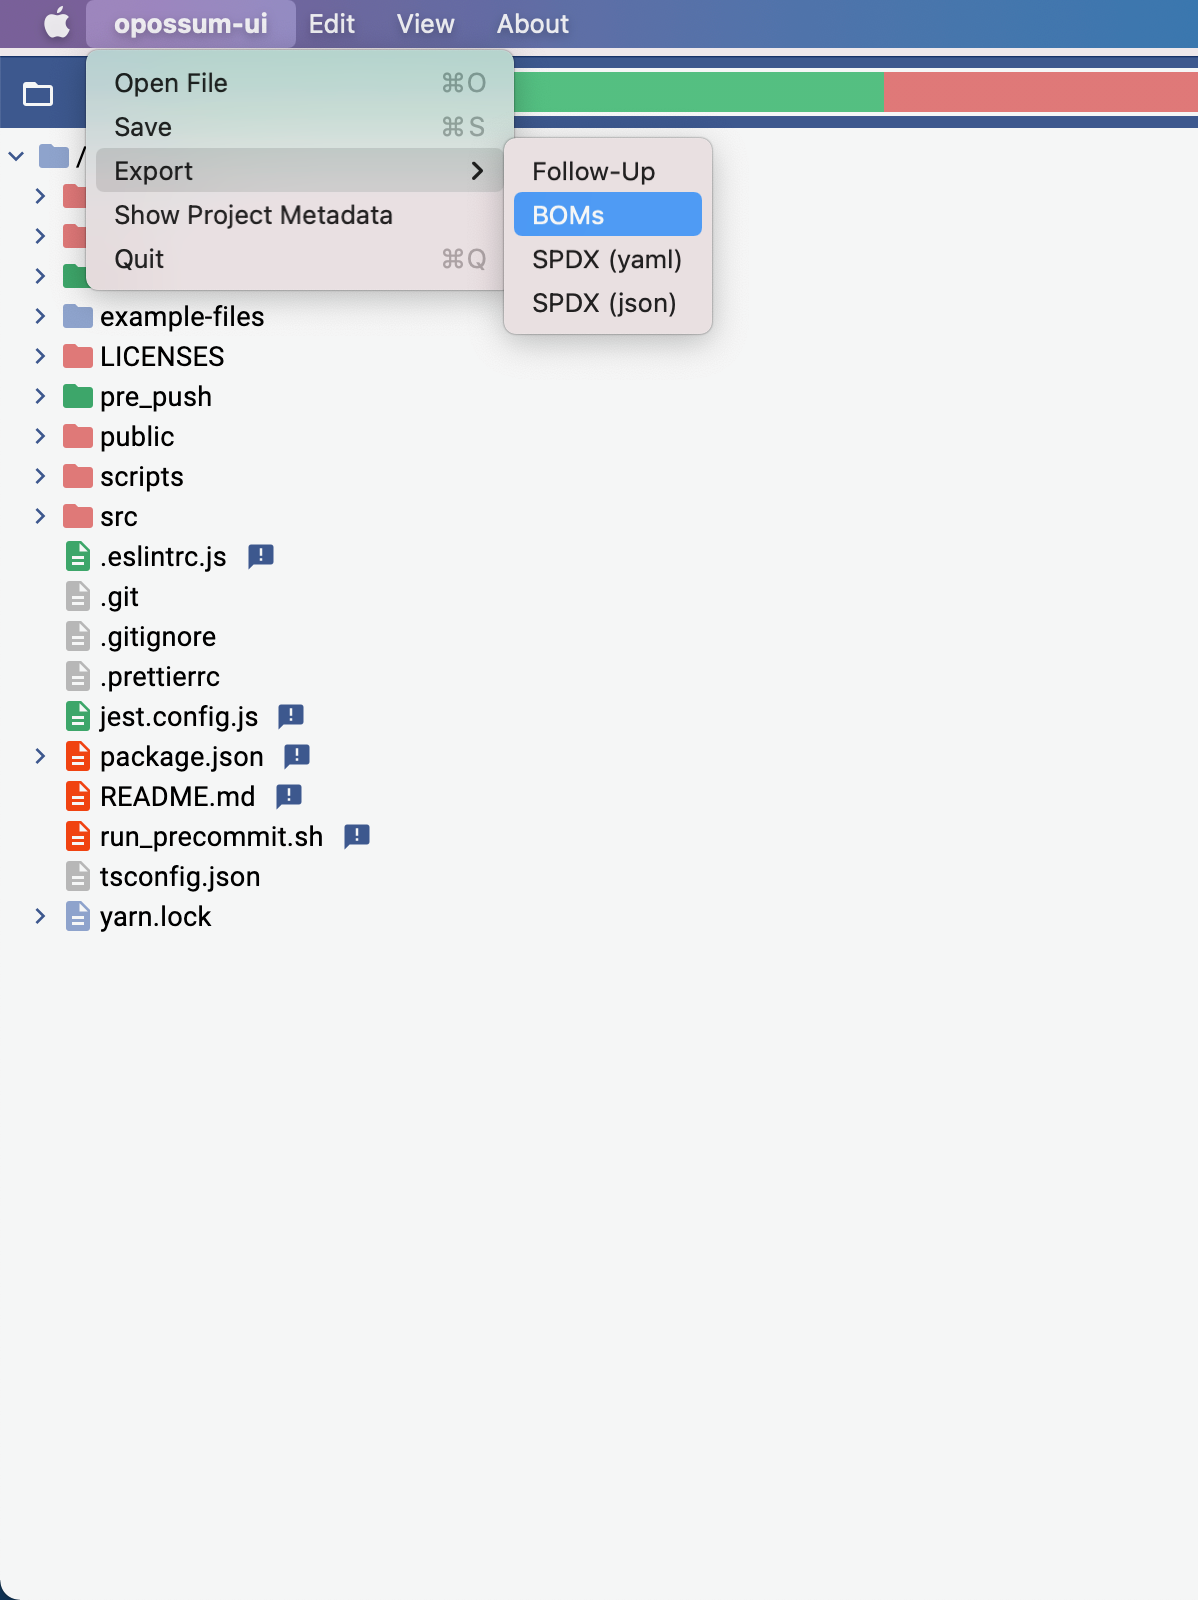 opossum-ui Edit View About
Open File ⌘O
Save ⌘S
Export
Show Project Metadata
Quit ⌘Q
Follow-Up
BOMs
SPDX (yaml)
SPDX (json)
/
example-files
LICENSES
pre_push
public
scripts
src
.eslintrc.js
.git
.gitignore
.prettierrc
jest.config.js
package.json
README.md
run_precommit.sh
tsconfig.json
yarn.lock